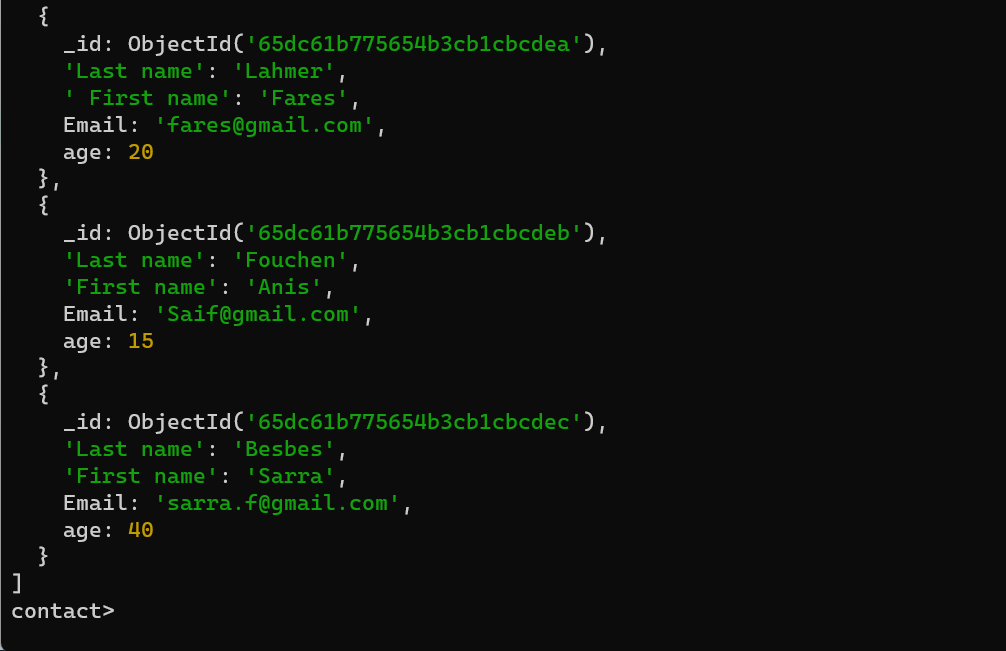 {
_id: ObjectId('65dc61b775654b3cb1cbcdea'),
'Last name': 'Lahmer',
' First name': 'Fares',
Email: 'fares@gmail.com',
age: 20
},
{
_id: ObjectId('65dc61b775654b3cb1cbcdeb'),
'Last name': 'Fouchen',
'First name': 'Anis',
Email: 'Saif@gmail.com',
age: 15
},
{
_id: ObjectId('65dc61b775654b3cb1cbcdec'),
'Last name': 'Besbes',
'First name': 'Sarra',
Email: 'sarra.f@gmail.com',
age: 40
}
]
contact>